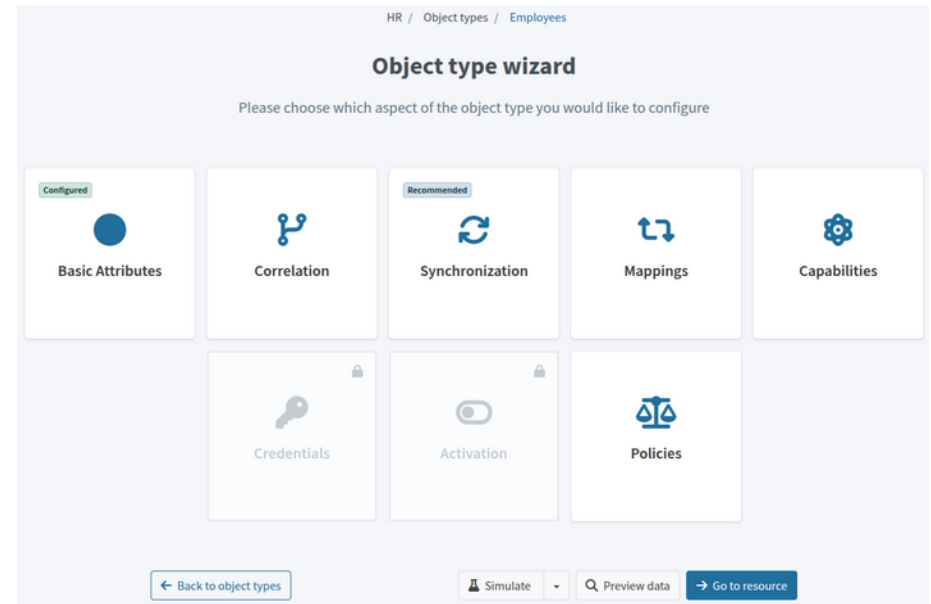 HR / Object types / Employees
Object type wizard
Please choose which aspect of the object type you would like to configure
Configured
Basic Attributes
Correlation
Recommended
Synchronization
Mappings
Capabilities
Credentials
Activation
Policies
Back to object types
Simulate
Preview data
Go to resource